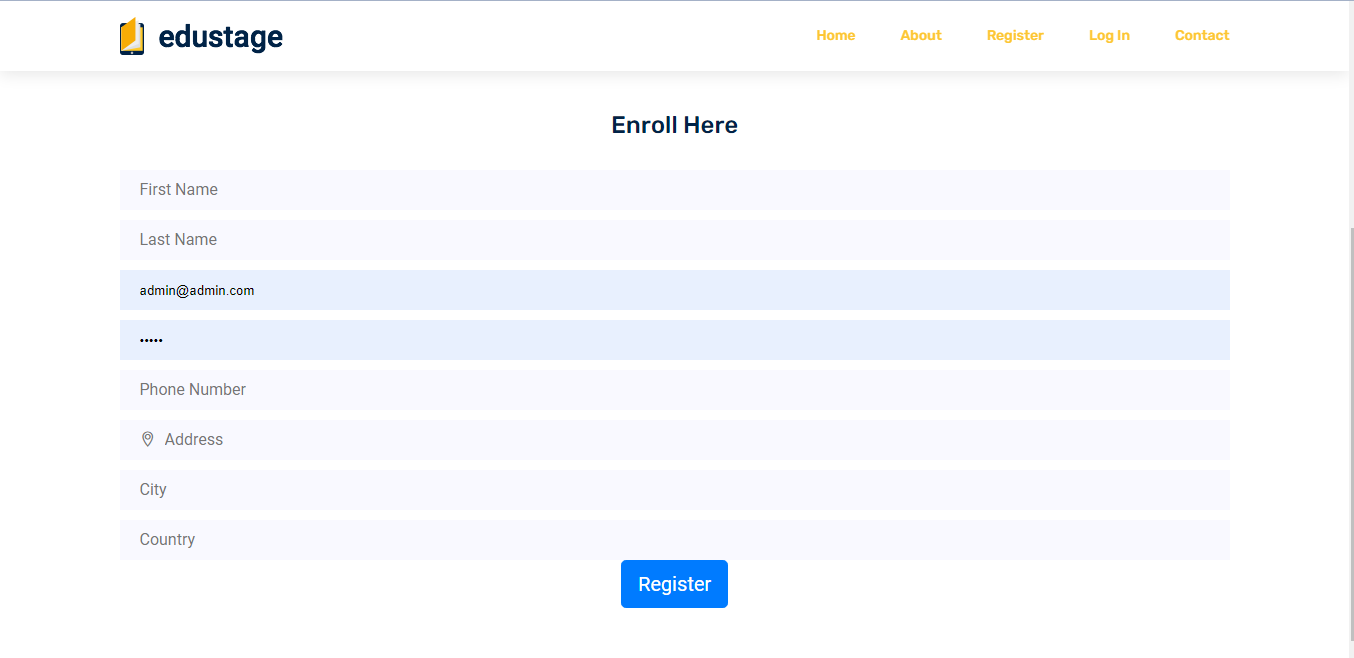 edustage
Home About Register Log In Contact
Enroll Here
First Name
Last Name
admin@admin.com
•••••
Phone Number
Address
City
Country
Register